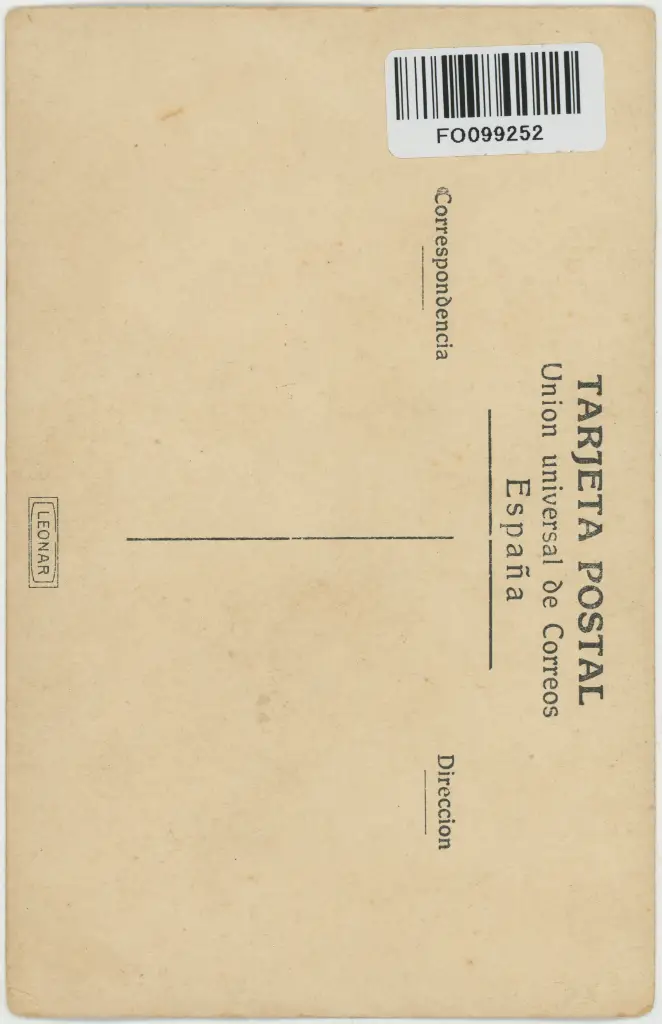 FO099252
TARJETA POSTAL
Union universal de Correos
España
Correspondencia
Direccion
LEONAR